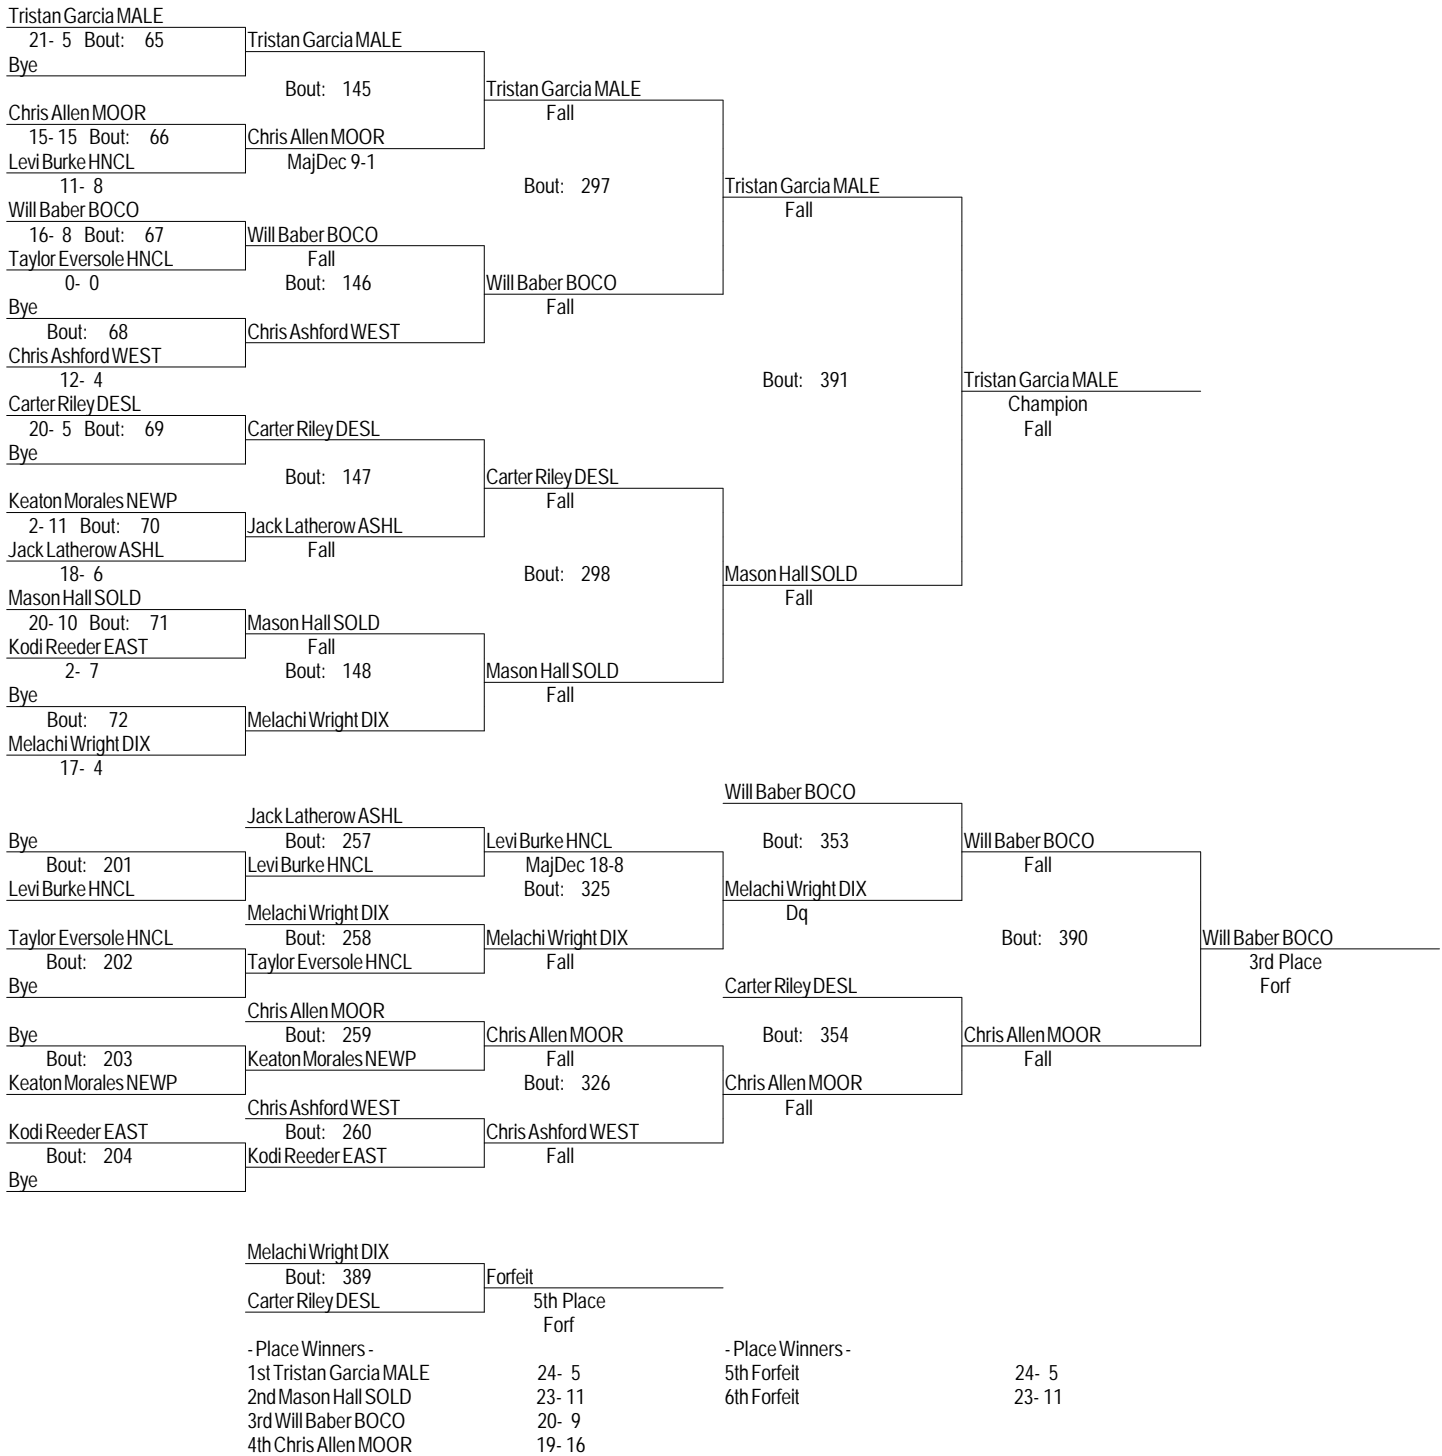 Tristan Garcia MALE
21- 5 Bout: 65
Bye
Tristan Garcia MALE
Bout: 145
Chris Allen MOOR
15- 15 Bout: 66
Levi Burke HNCL
11- 8
Chris Allen MOOR
MajDec 9-1
Tristan Garcia MALE
Fall
Bout: 297
Will Baber BOCO
16- 8 Bout: 67
Taylor Eversole HNCL
0- 0
Will Baber BOCO
Fall
Bout: 146
Bye
Bout: 68
Chris Ashford WEST
12- 4
Chris Ashford WEST
Will Baber BOCO
Fall
Tristan Garcia MALE
Fall
Bout: 391
Carter Riley DESL
20- 5 Bout: 69
Bye
Carter Riley DESL
Bout: 147
Keaton Morales NEWP
2- 11 Bout: 70
Jack Latherow ASHL
18- 6
Jack Latherow ASHL
Fall
Carter Riley DESL
Fall
Bout: 298
Mason Hall SOLD
20- 10 Bout: 71
Kodi Reeder EAST
2- 7
Mason Hall SOLD
Fall
Bout: 148
Bye
Bout: 72
Melachi Wright DIX
17- 4
Melachi Wright DIX
Mason Hall SOLD
Fall
Mason Hall SOLD
Fall
Tristan Garcia MALE
Champion
Fall
Bye
Bout: 201
Levi Burke HNCL
Jack Latherow ASHL
Bout: 257
Levi Burke HNCL
Levi Burke HNCL
MajDec 18-8
Bout: 325
Taylor Eversole HNCL
Bout: 202
Bye
Melachi Wright DIX
Bout: 258
Taylor Eversole HNCL
Melachi Wright DIX
Fall
Will Baber BOCO
Bout: 353
Melachi Wright DIX
Dq
Will Baber BOCO
Fall
Bout: 390
Bye
Bout: 203
Keaton Morales NEWP
Chris Allen MOOR
Bout: 259
Keaton Morales NEWP
Chris Allen MOOR
Fall
Bout: 326
Kodi Reeder EAST
Bout: 204
Bye
Chris Ashford WEST
Bout: 260
Kodi Reeder EAST
Chris Ashford WEST
Fall
Carter Riley DESL
Bout: 354
Chris Allen MOOR
Fall
Chris Allen MOOR
Fall
Will Baber BOCO
3rd Place
Forf
Melachi Wright DIX
Bout: 389
Carter Riley DESL
Forfeit
5th Place
Forf
- Place Winners -
1st Tristan Garcia MALE 24- 5
2nd Mason Hall SOLD 23- 11
3rd Will Baber BOCO 20- 9
4th Chris Allen MOOR 19- 16
- Place Winners -
5th Forfeit 24- 5
6th Forfeit 23- 11